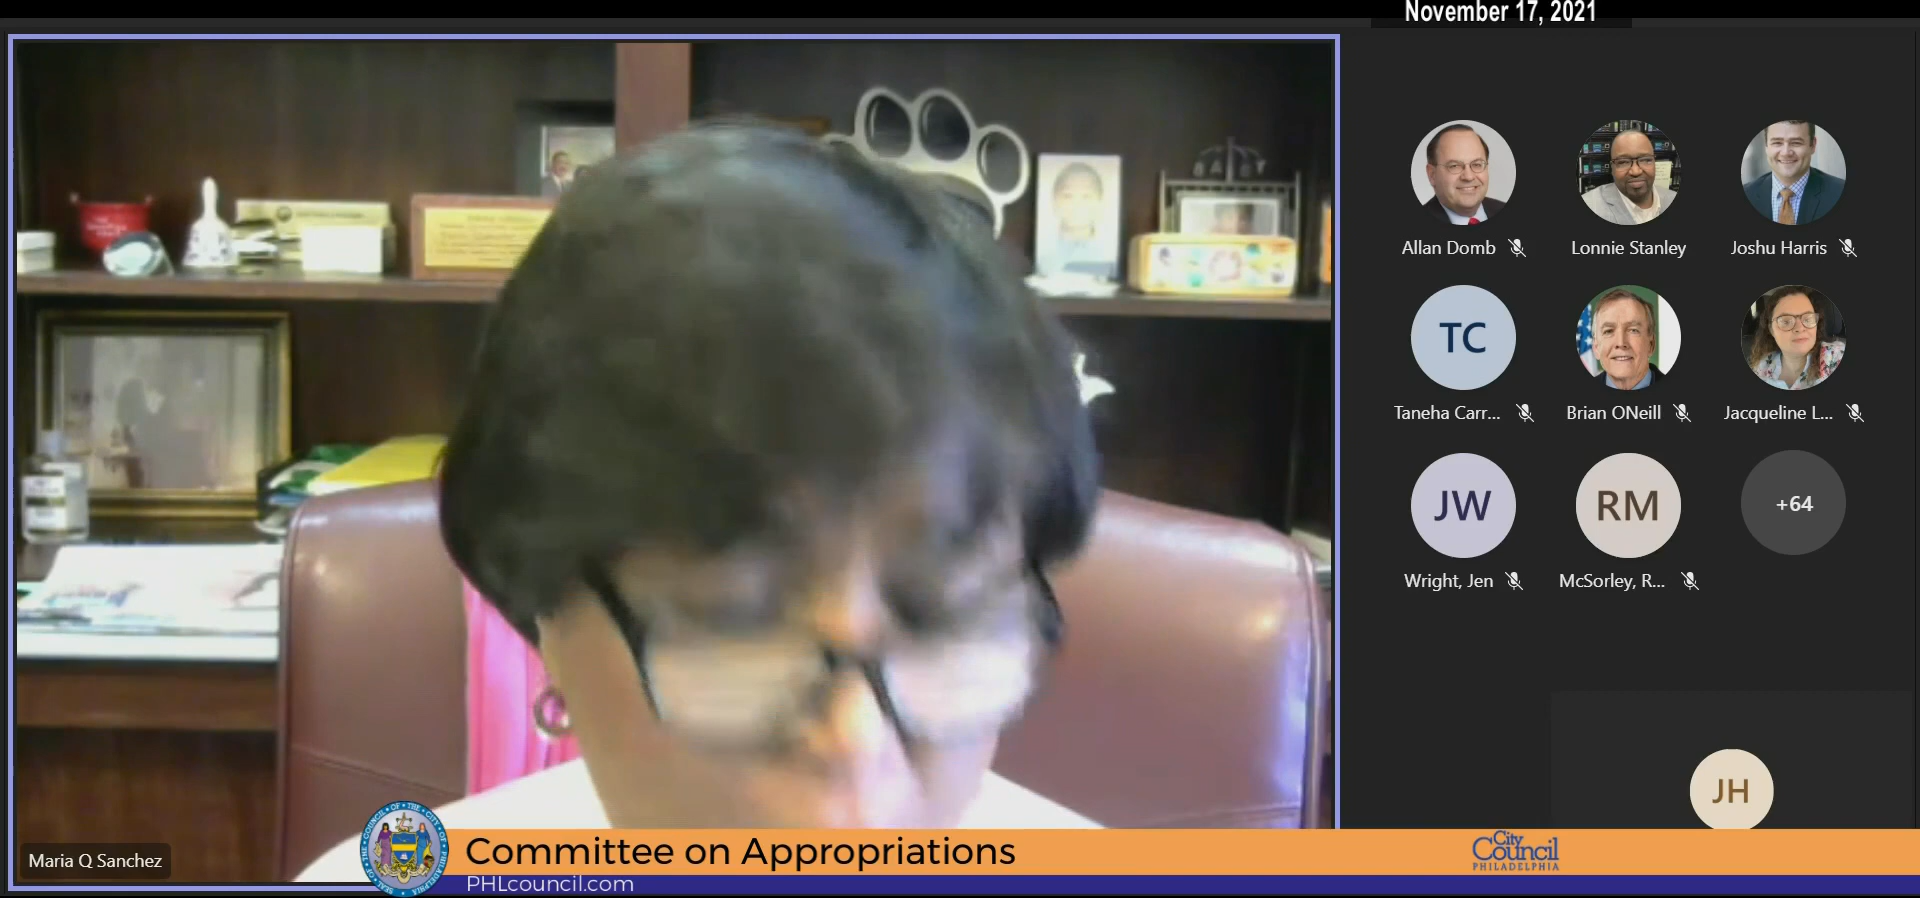 November 17, 2021
Allan Domb
Lonnie Stanley
Joshu Harris
TC
Taneha Carr...
Brian ONeill
Jacqueline L...
JW
RM
+64
Wright, Jen
McSorley, R...
JH
Maria Q Sanchez
Committee on Appropriations
PHLcouncil.com
City
Council
PHILADELPHIA